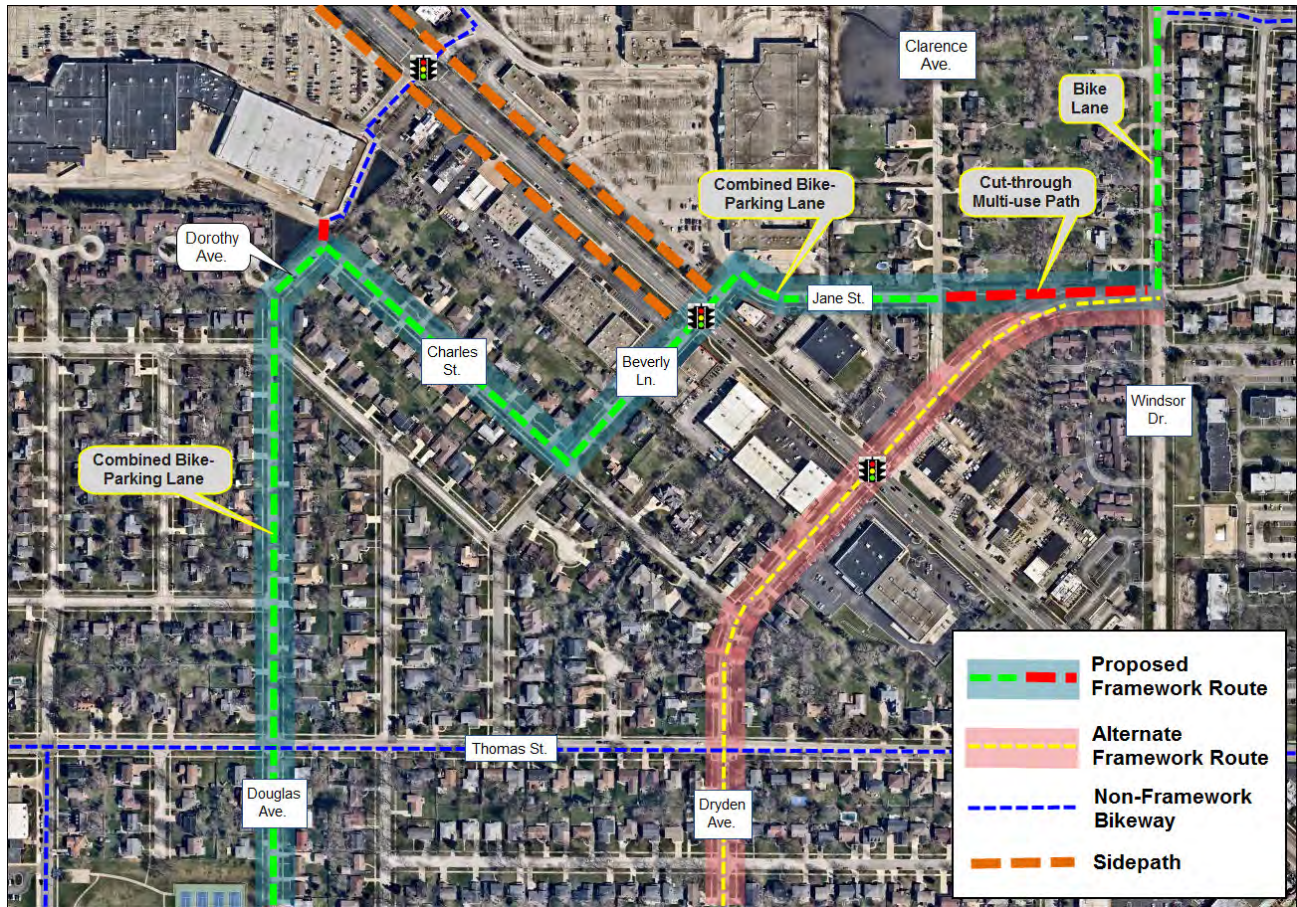 Clarence
Ave.
Bike
Lane
Combined Bike-
Parking Lane
Cut-through
Multi-use Path
Dorothy
Ave.
Jane St.
Charles
St.
Beverly
Ln.
Windsor
Dr.
Combined Bike-
Parking Lane
Thomas St.
Douglas
Ave.
Dryden
Ave.
Proposed
Framework Route
Alternate
Framework Route
Non-Framework
Bikeway
Sidepath